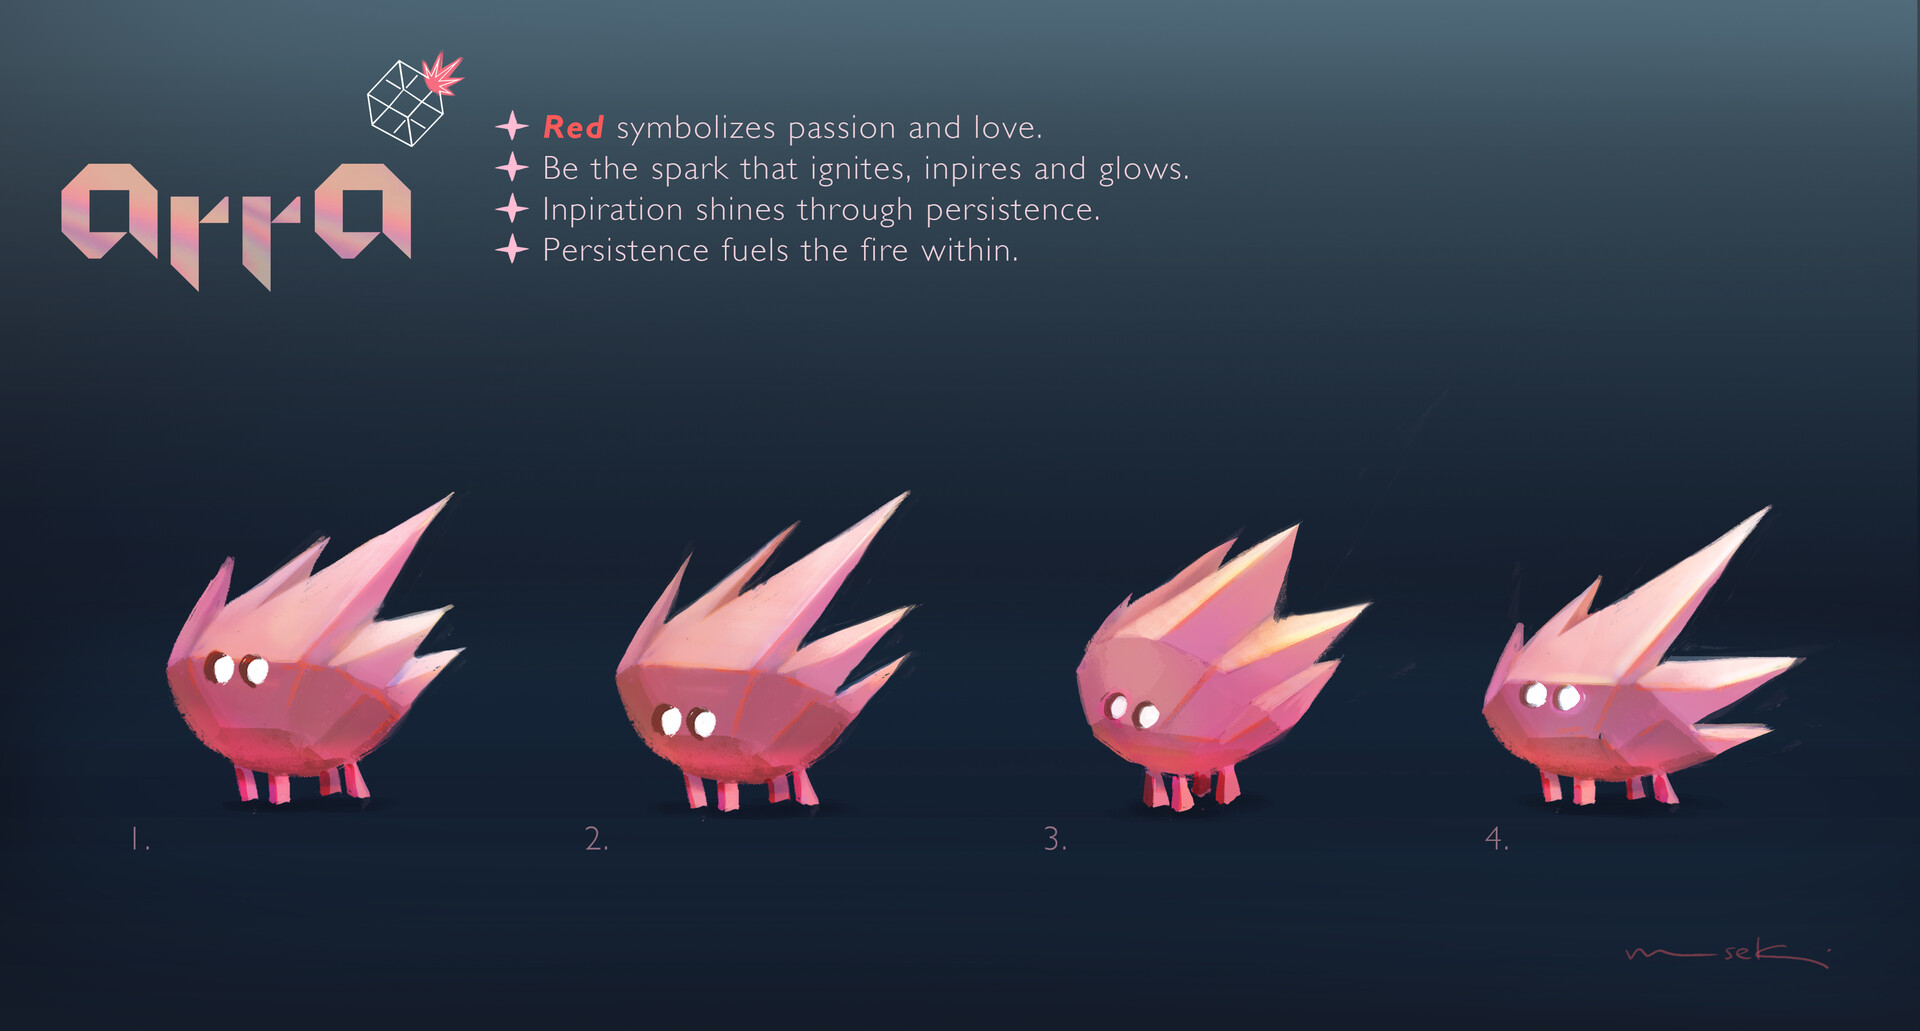 arra
Red symbolizes passion and love.
Be the spark that ignites, inpires and glows.
Inpiration shines through persistence.
Persistence fuels the fire within.
1.
2.
3.
4.